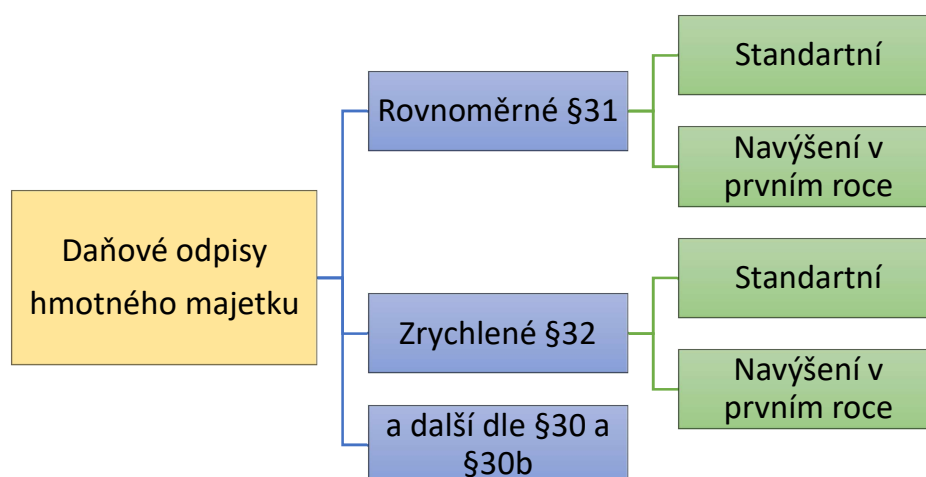 Daňové odpisy
hmotného majetku
Rovnoměrné §31
Standartní
Navýšení v
prvním roce
Zrychlené §32
Standartní
Navýšení v
prvním roce
a další dle §30 a
§30b